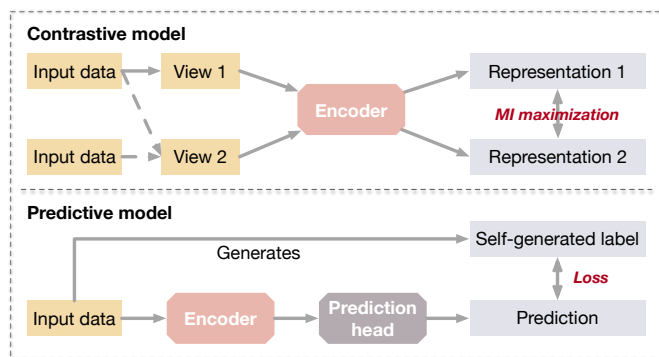 Contrastive model
Input data
View 1
Encoder
Representation 1
MI maximization
Input data
View 2
Representation 2
Predictive model
Generates
Self-generated label
Loss
Input data
Encoder
Prediction
head
Prediction